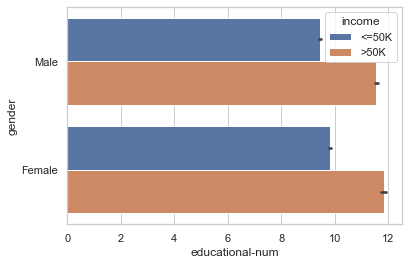 income
<=50K
>50K
Male
Female
gender
0 2 4 6 8 10 12
educational-num